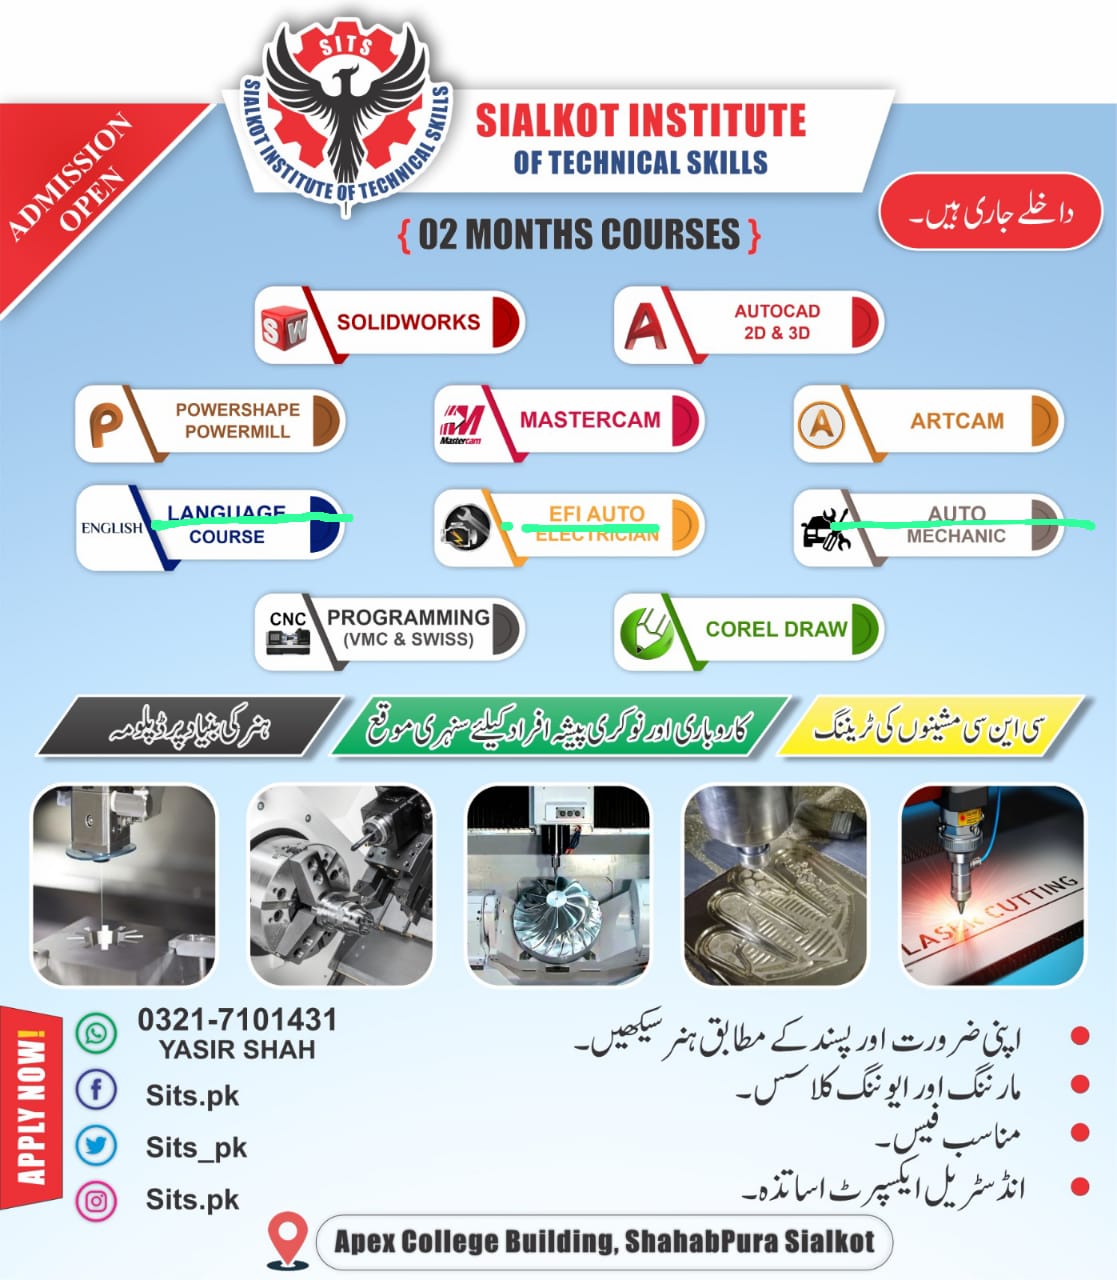 SITS
SIALKOT INSTITUTE OF TECHNICAL SKILLS
SIALKOT INSTITUTE
OF TECHNICAL SKILLS
ADMISSION
OPEN
داخلے جاری ہیں۔
{ 02 MONTHS COURSES }
SW
SOLIDWORKS
A
AUTOCAD
2D & 3D
P
POWERSHAPE
POWERMILL
Mastercam
MASTERCAM
A
ARTCAM
ENGLISH
LANGUAGE
COURSE
EFI AUTO
ELECTRICIAN
AUTO
MECHANIC
CNC
PROGRAMMING
(VMC & SWISS)
COREL DRAW
سی این سی مشینوں کی ٹریننگ
کاروباری اور نوکری پیشہ افراد کیلئے سنہری موقع
ہنر کی بنیاد پر ڈپلومہ
LASER CUTTING
APPLY NOW!
0321-7101431
YASIR SHAH
Sits.pk
Sits_pk
Sits.pk
اپنی ضرورت اور پسند کے مطابق ہنر سیکھیں۔
مارننگ اور ایوننگ کلاسس۔
مناسب فیس۔
انڈسٹریل ایکسپرٹ اساتذہ۔
Apex College Building, ShahabPura Sialkot